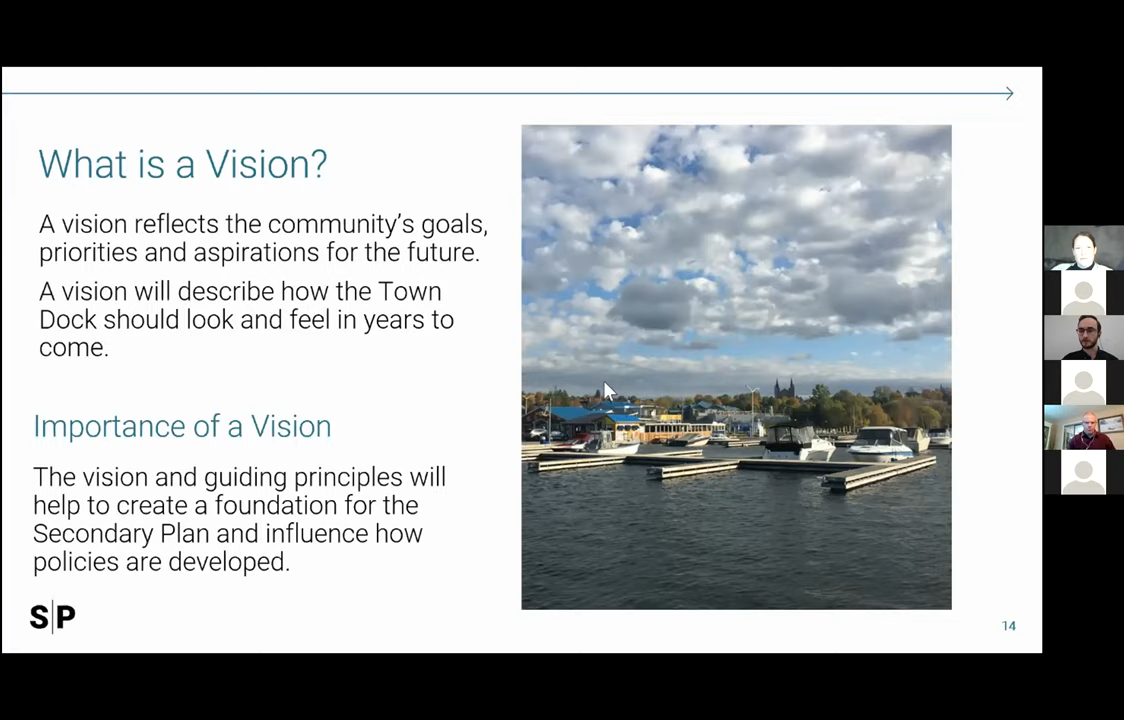 What is a Vision?
A vision reflects the community’s goals,
priorities and aspirations for the future.
A vision will describe how the Town
Dock should look and feel in years to
come.
Importance of a Vision
The vision and guiding principles will
help to create a foundation for the
Secondary Plan and influence how
policies are developed.
S|P
14